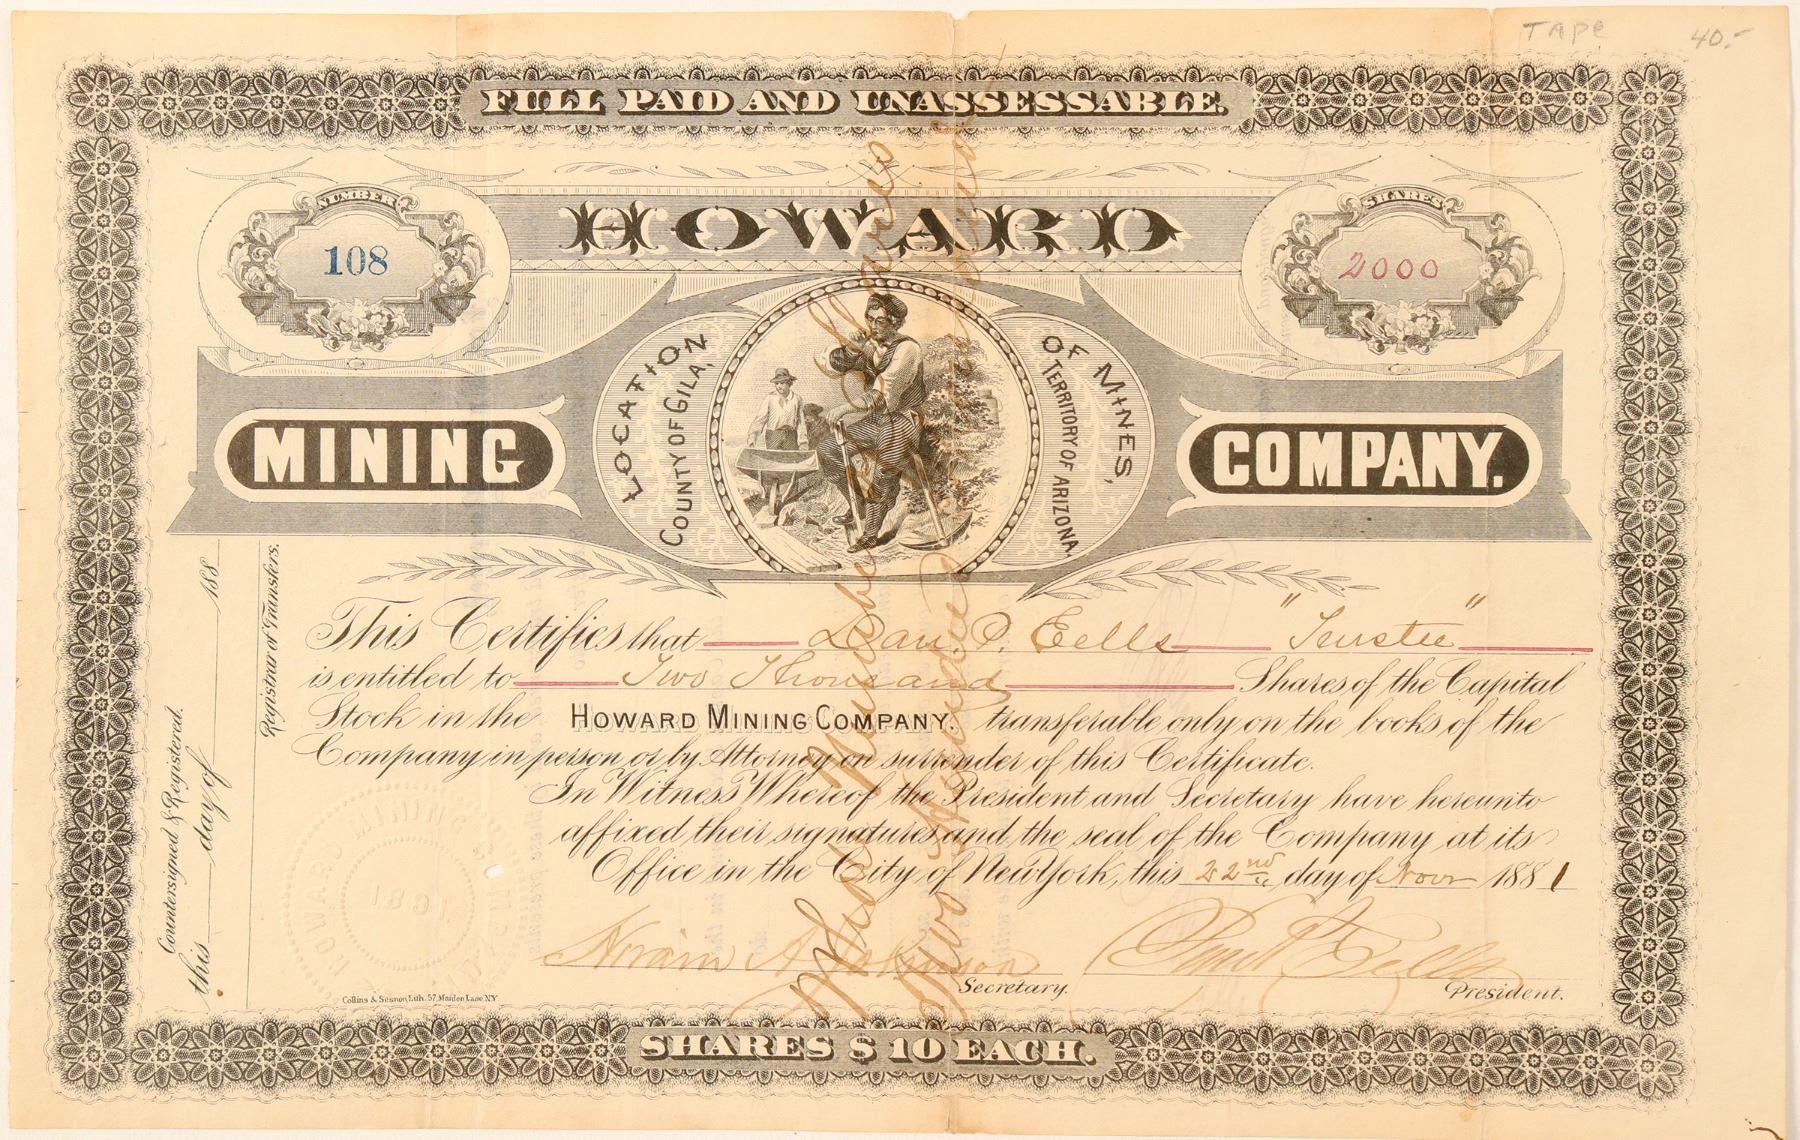 TAPE 40.-
FULL PAID AND UNASSESSABLE.
NUMBER
108
HOWARD
SHARES
2000
MINING
LOCATION
COUNTY OF GILA,
OF MINES,
TERRITORY OF ARIZONA.
COMPANY.
This Certifies that Dan. P. Eells "Trustee"
is entitled to Two Thousand Shares of the Capital
Stock in the HOWARD MINING COMPANY. transferable only on the books of the
Company in person or by Attorney on surrender of this Certificate.
In Witness Whereof the President and Secretary have hereunto
affixed their signatures and the seal of the Company at its
Office in the City of New York, this 22nd day of Novr 1881
Secretary.
President.
Countersigned & Registered.
this day of 188
Registrar of Transfers.
HOWARD MINING
1881
Collins & Sesnon, Lith. 57 Maiden Lane NY
SHARES $10 EACH.